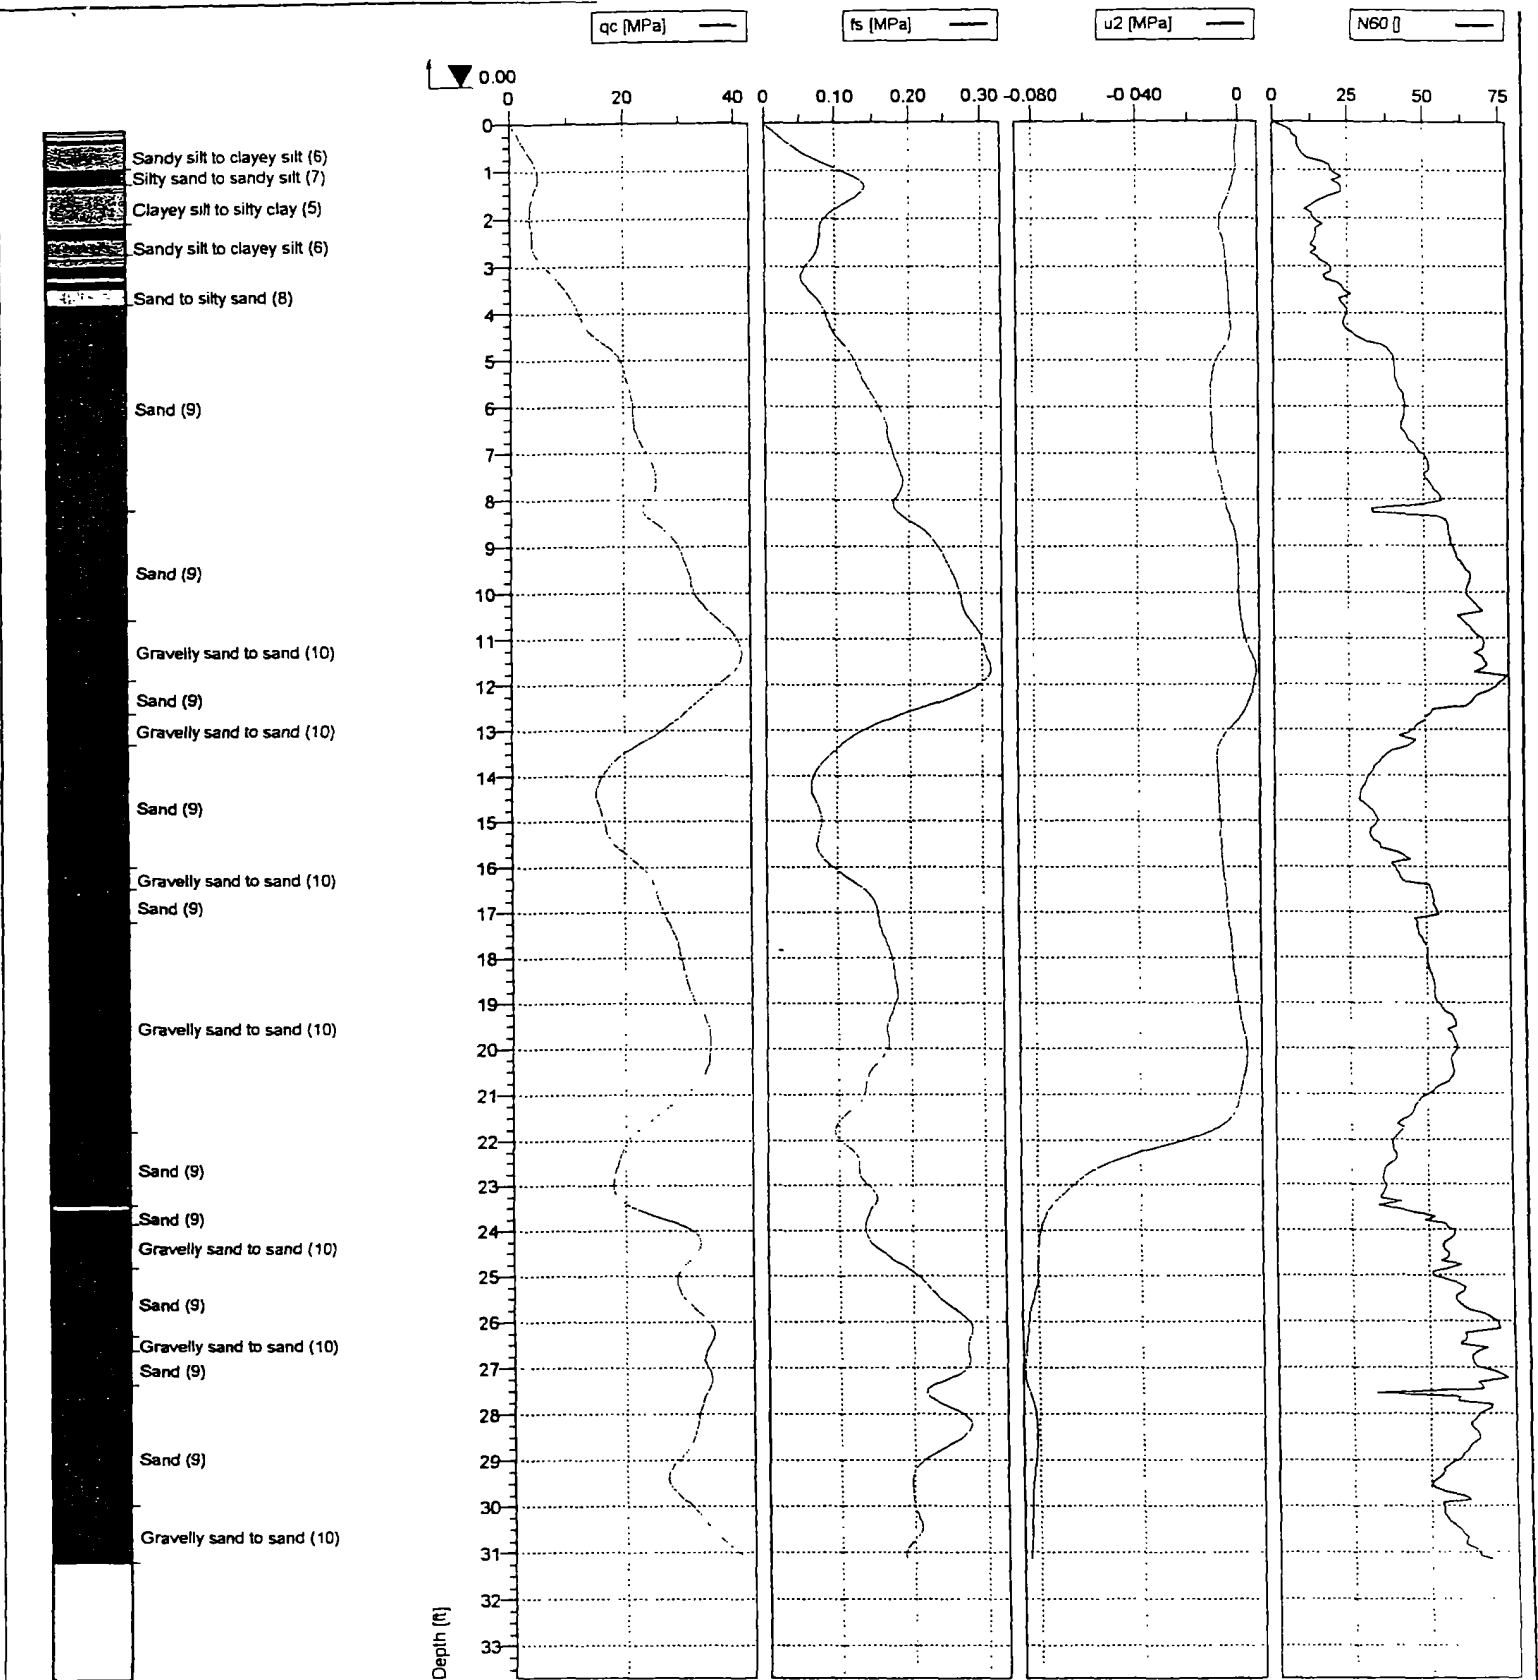 qc [MPa]
fs [MPa]
u2 [MPa]
N60 []
0.00
0 20 40
0 0.10 0.20 0.30
-0.080 -0.040 0
0 25 50 75
0
1
2
3
4
5
6
7
8
9
10
11
12
13
14
15
16
17
18
19
20
21
22
23
24
25
26
27
28
29
30
31
32
33
Depth [ft]
Sandy silt to clayey silt (6)
Silty sand to sandy silt (7)
Clayey silt to silty clay (5)
Sandy silt to clayey silt (6)
Sand to silty sand (8)
Sand (9)
Sand (9)
Gravelly sand to sand (10)
Sand (9)
Gravelly sand to sand (10)
Sand (9)
Gravelly sand to sand (10)
Sand (9)
Gravelly sand to sand (10)
Sand (9)
Sand (9)
Gravelly sand to sand (10)
Sand (9)
Gravelly sand to sand (10)
Sand (9)
Sand (9)
Gravelly sand to sand (10)